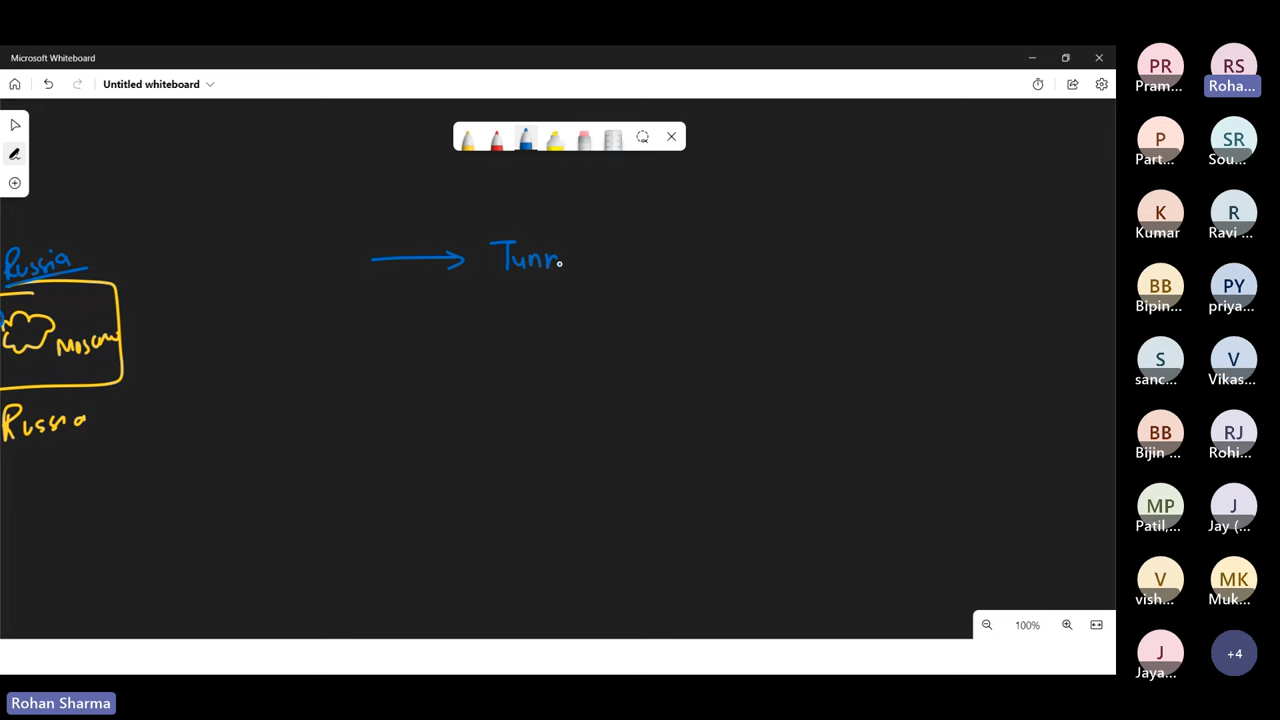 Microsoft Whiteboard
Untitled whiteboard
Russia
Tunn
Moscow
Russia
100%
PR
Pram...
RS
Roha...
P
Part...
SR
Sou...
K
Kumar
R
Ravi ...
BB
Bipin ...
PY
priya...
S
sanc...
V
Vikas...
BB
Bijin ...
RJ
Rohi...
MP
Patil,...
J
Jay (...
V
vish...
MK
Muk...
J
Jaya...
+4
Rohan Sharma